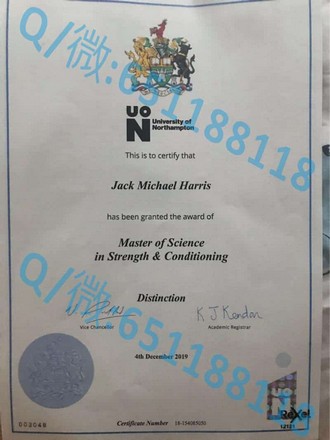 Q/微:651188118
UON
University of
Northampton
This is to certify that
Jack Michael Harris
has been granted the award of
Master of Science
in Strength & Conditioning
Distinction
K J Kendon
Vice Chancellor
Academic Registrar
4th December 2019
Q/微:651188118
002048
Certificate Number
Rexel
12101